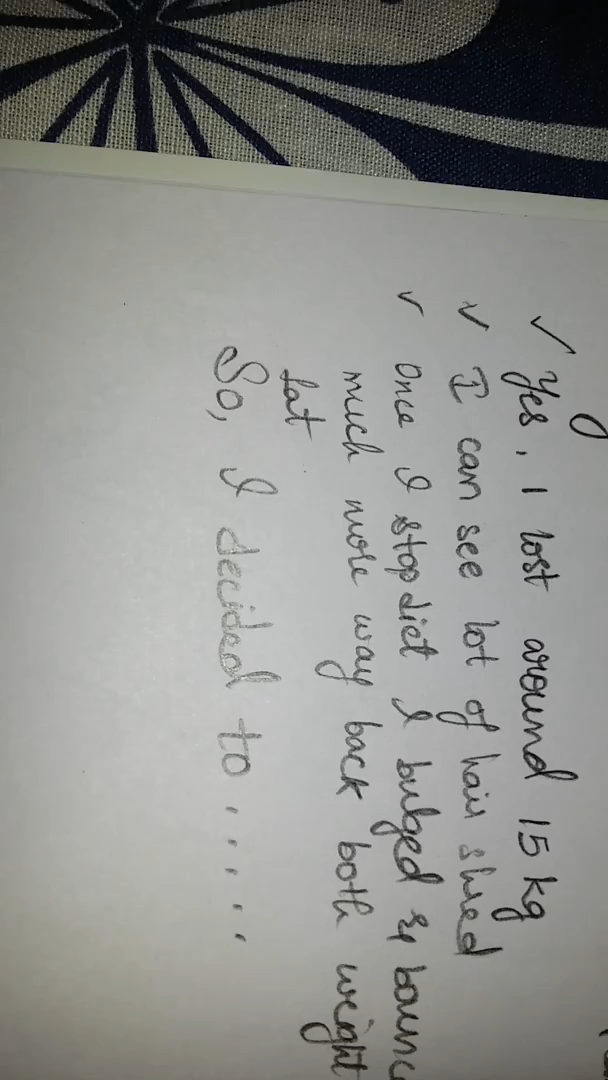 ✓ Yes, I lost around 15 kg
✓ I can see lot of hair shred
✓ Once I stop diet I bulged & bounc
much more way back both weight
fat
So, I decided to .....